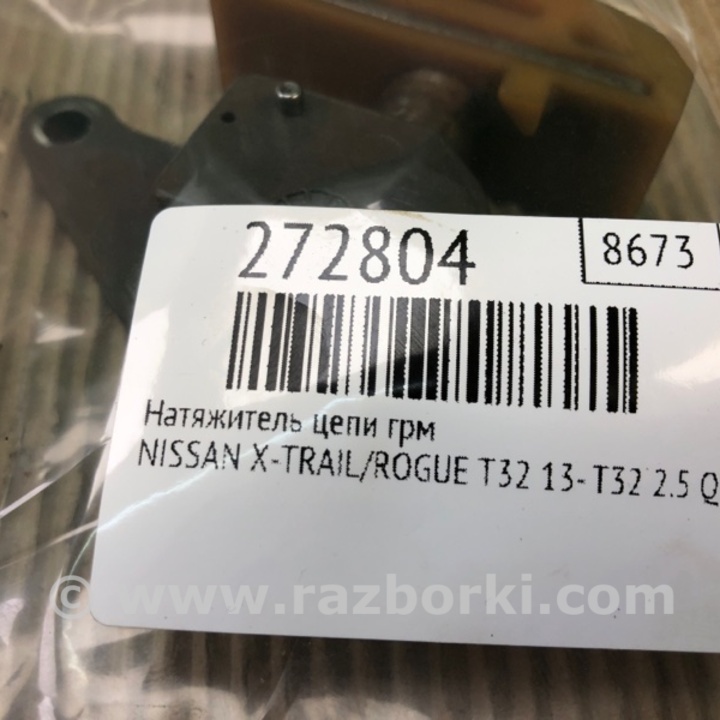 272804
8673
Натяжитель цепи грм
NISSAN X-TRAIL/ROGUE T32 13- T32 2.5 Q
© www.razborki.com